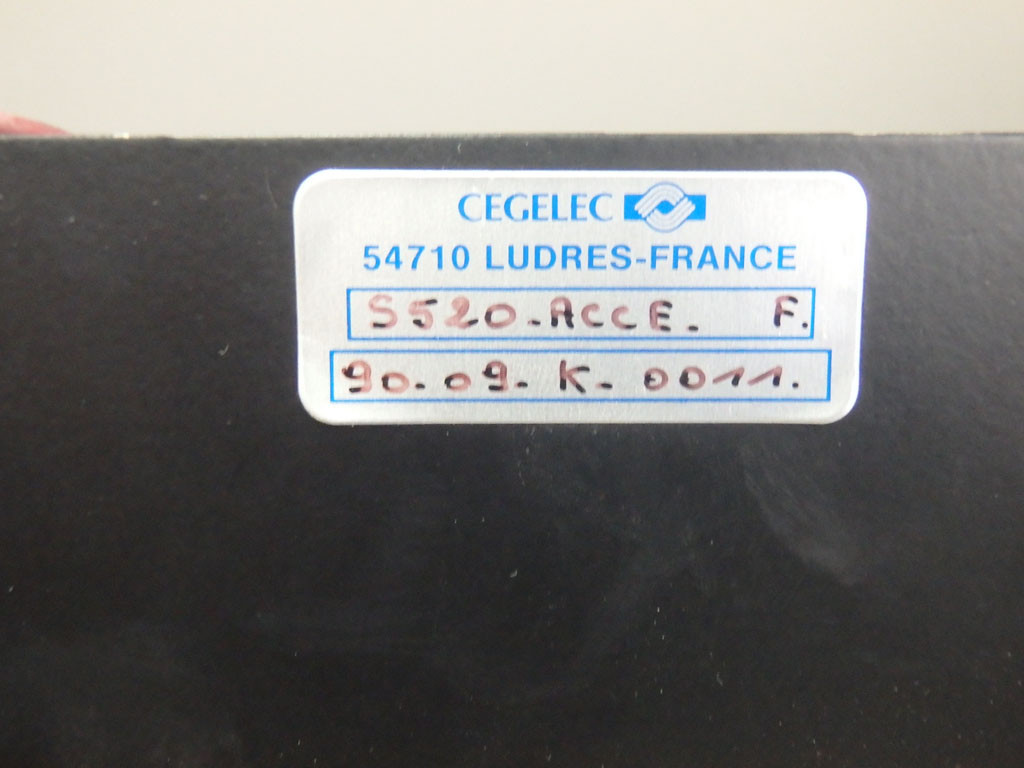 CEGELEC
54710 LUDRES-FRANCE
S520-ACCE. F.
90.09. K. 0011.